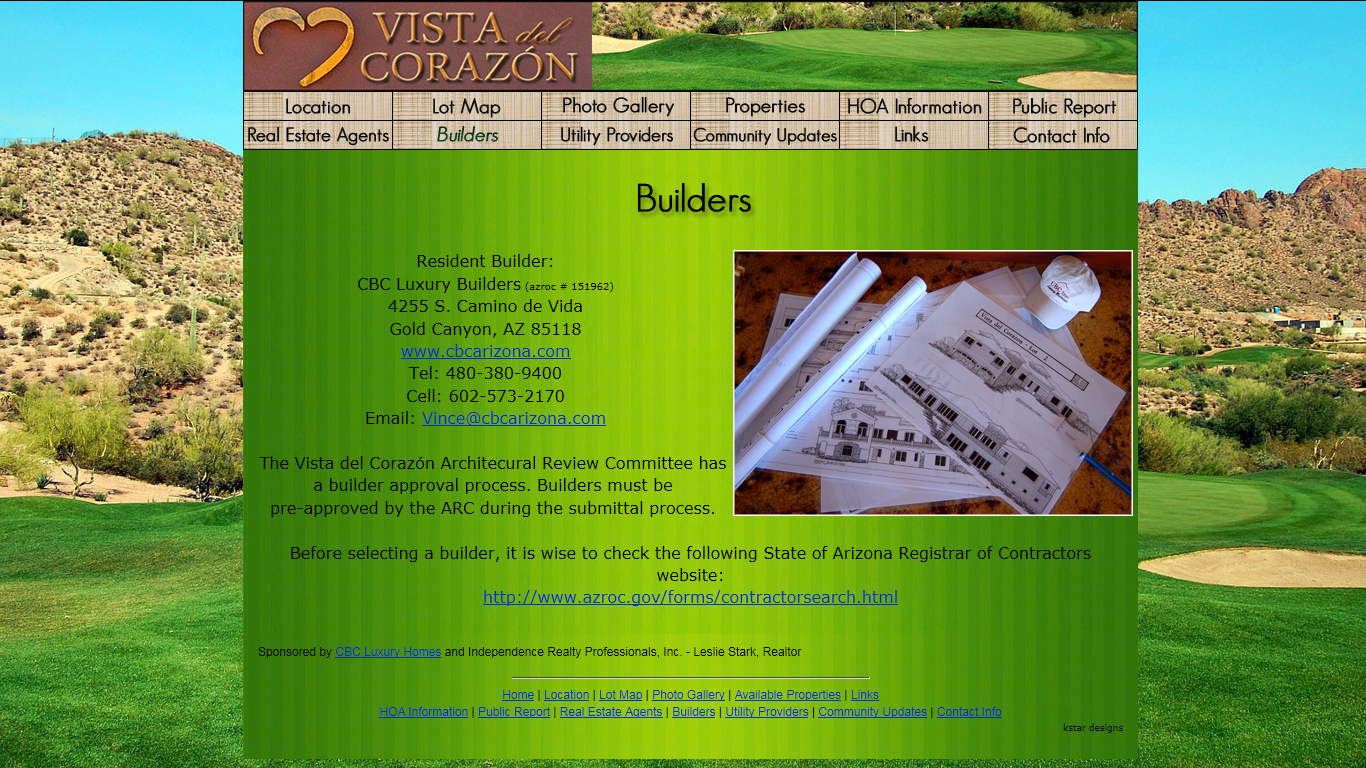 VISTA del
CORAZÓN
Location
Lot Map
Photo Gallery
Properties
HOA Information
Public Report
Real Estate Agents
Builders
Utility Providers
Community Updates
Links
Contact Info
Builders
Resident Builder:
CBC Luxury Builders (azroc # 151962)
4255 S. Camino de Vida
Gold Canyon, AZ 85118
www.cbcarizona.com
Tel: 480-380-9400
Cell: 602-573-2170
Email: Vince@cbcarizona.com
Vista del Corazon - Lot 2
The Vista del Corazón Architecural Review Committee has
a builder approval process. Builders must be
pre-approved by the ARC during the submittal process.
Before selecting a builder, it is wise to check the following State of Arizona Registrar of Contractors
website:
http://www.azroc.gov/forms/contractorsearch.html
Sponsored by CBC Luxury Homes and Independence Realty Professionals, Inc. - Leslie Stark, Realtor
Home | Location | Lot Map | Photo Gallery | Available Properties | Links
HOA Information | Public Report | Real Estate Agents | Builders | Utility Providers | Community Updates | Contact Info
kstar designs